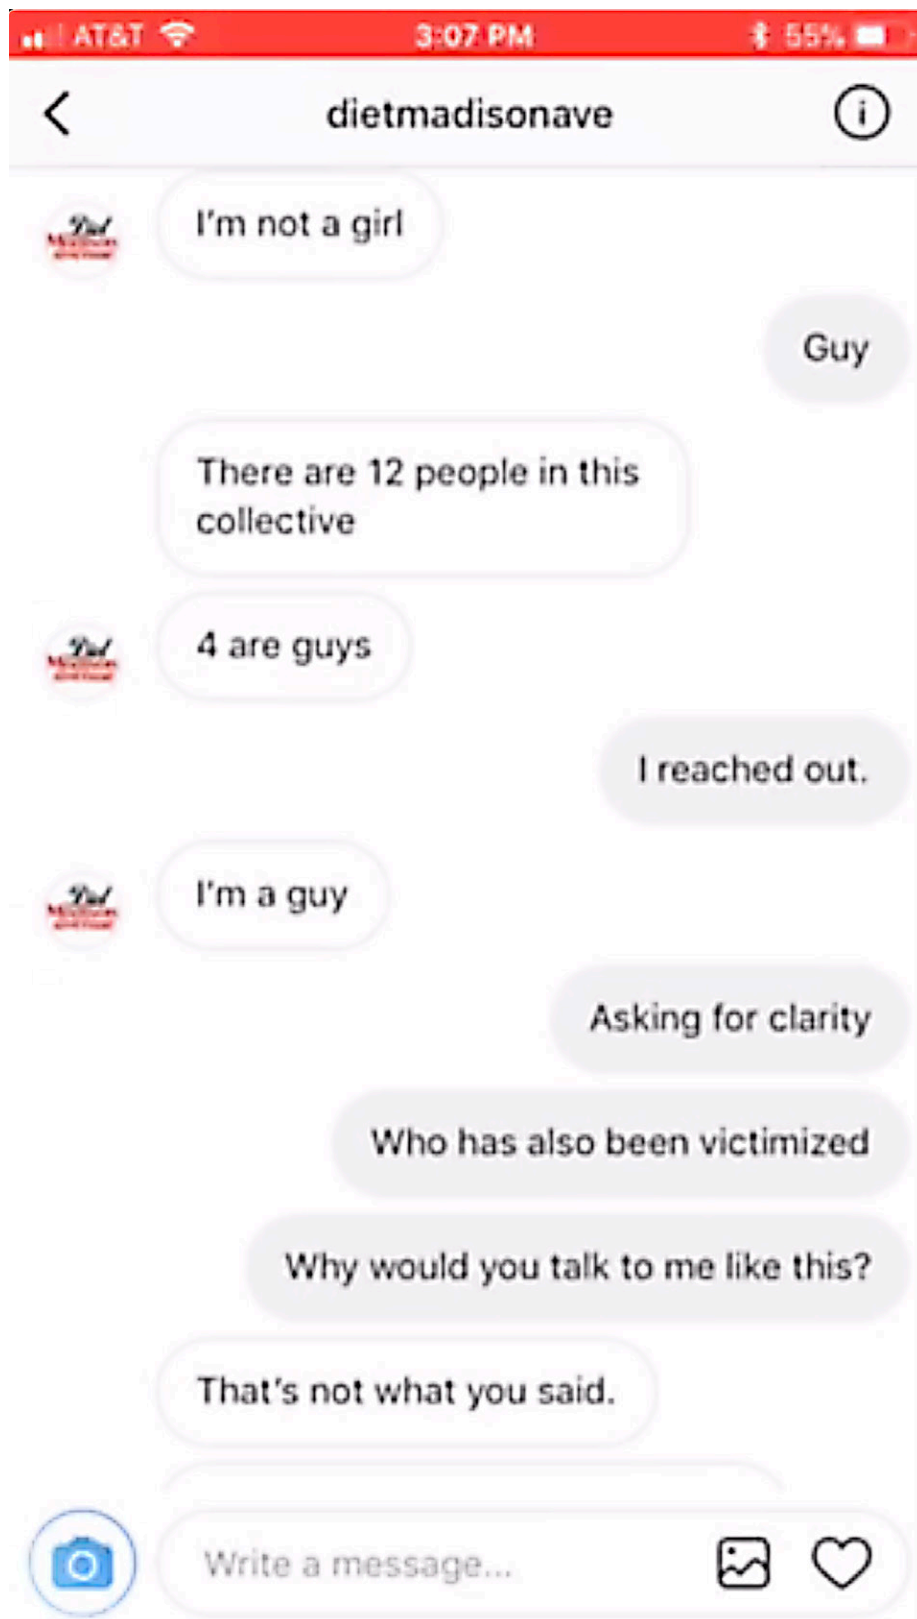 AT&T 3:07 PM 55%
dietmadisonave
I'm not a girl
Guy
There are 12 people in this
collective
4 are guys
I reached out.
I'm a guy
Asking for clarity
Who has also been victimized
Why would you talk to me like this?
That's not what you said.
Write a message...